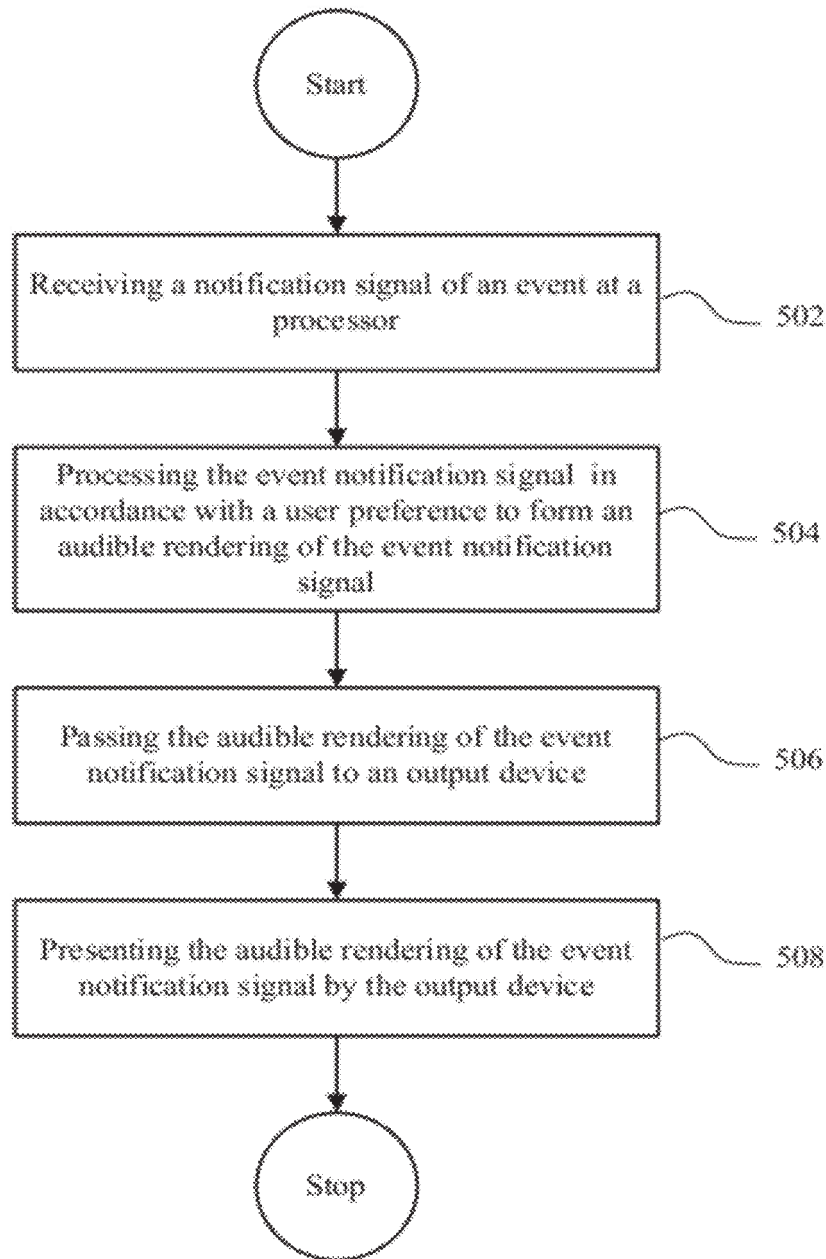 Start
Receiving a notification signal of an event at a
processor
502
Processing the event notification signal in
accordance with a user preference to form an
audible rendering of the event notification
signal
504
Passing the audible rendering of the event
notification signal to an output device
506
Presenting the audible rendering of the event
notification signal by the output device
508
Stop